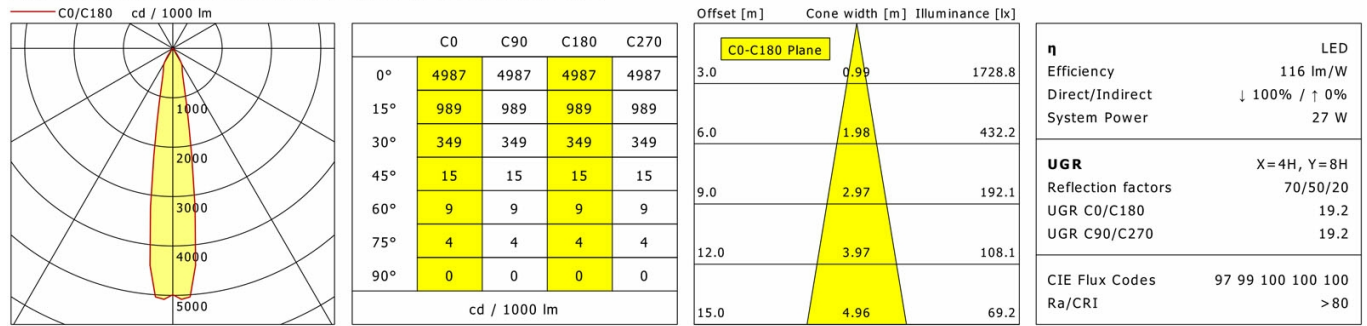 C0/C180 cd / 1000 lm
1000
2000
3000
4000
5000
C0 C90 C180 C270
0° 4987 4987 4987 4987
15° 989 989 989 989
30° 349 349 349 349
45° 15 15 15 15
60° 9 9 9 9
75° 4 4 4 4
90° 0 0 0 0
cd / 1000 lm
Offset [m] Cone width [m] Illuminance [lx]
C0-C180 Plane
3.0 0.99 1728.8
6.0 1.98 432.2
9.0 2.97 192.1
12.0 3.97 108.1
15.0 4.96 69.2
η LED
Efficiency 116 lm/W
Direct/Indirect ↓ 100% / ↑ 0%
System Power 27 W
UGR X=4H, Y=8H
Reflection factors 70/50/20
UGR C0/C180 19.2
UGR C90/C270 19.2
CIE Flux Codes 97 99 100 100 100
Ra/CRI >80